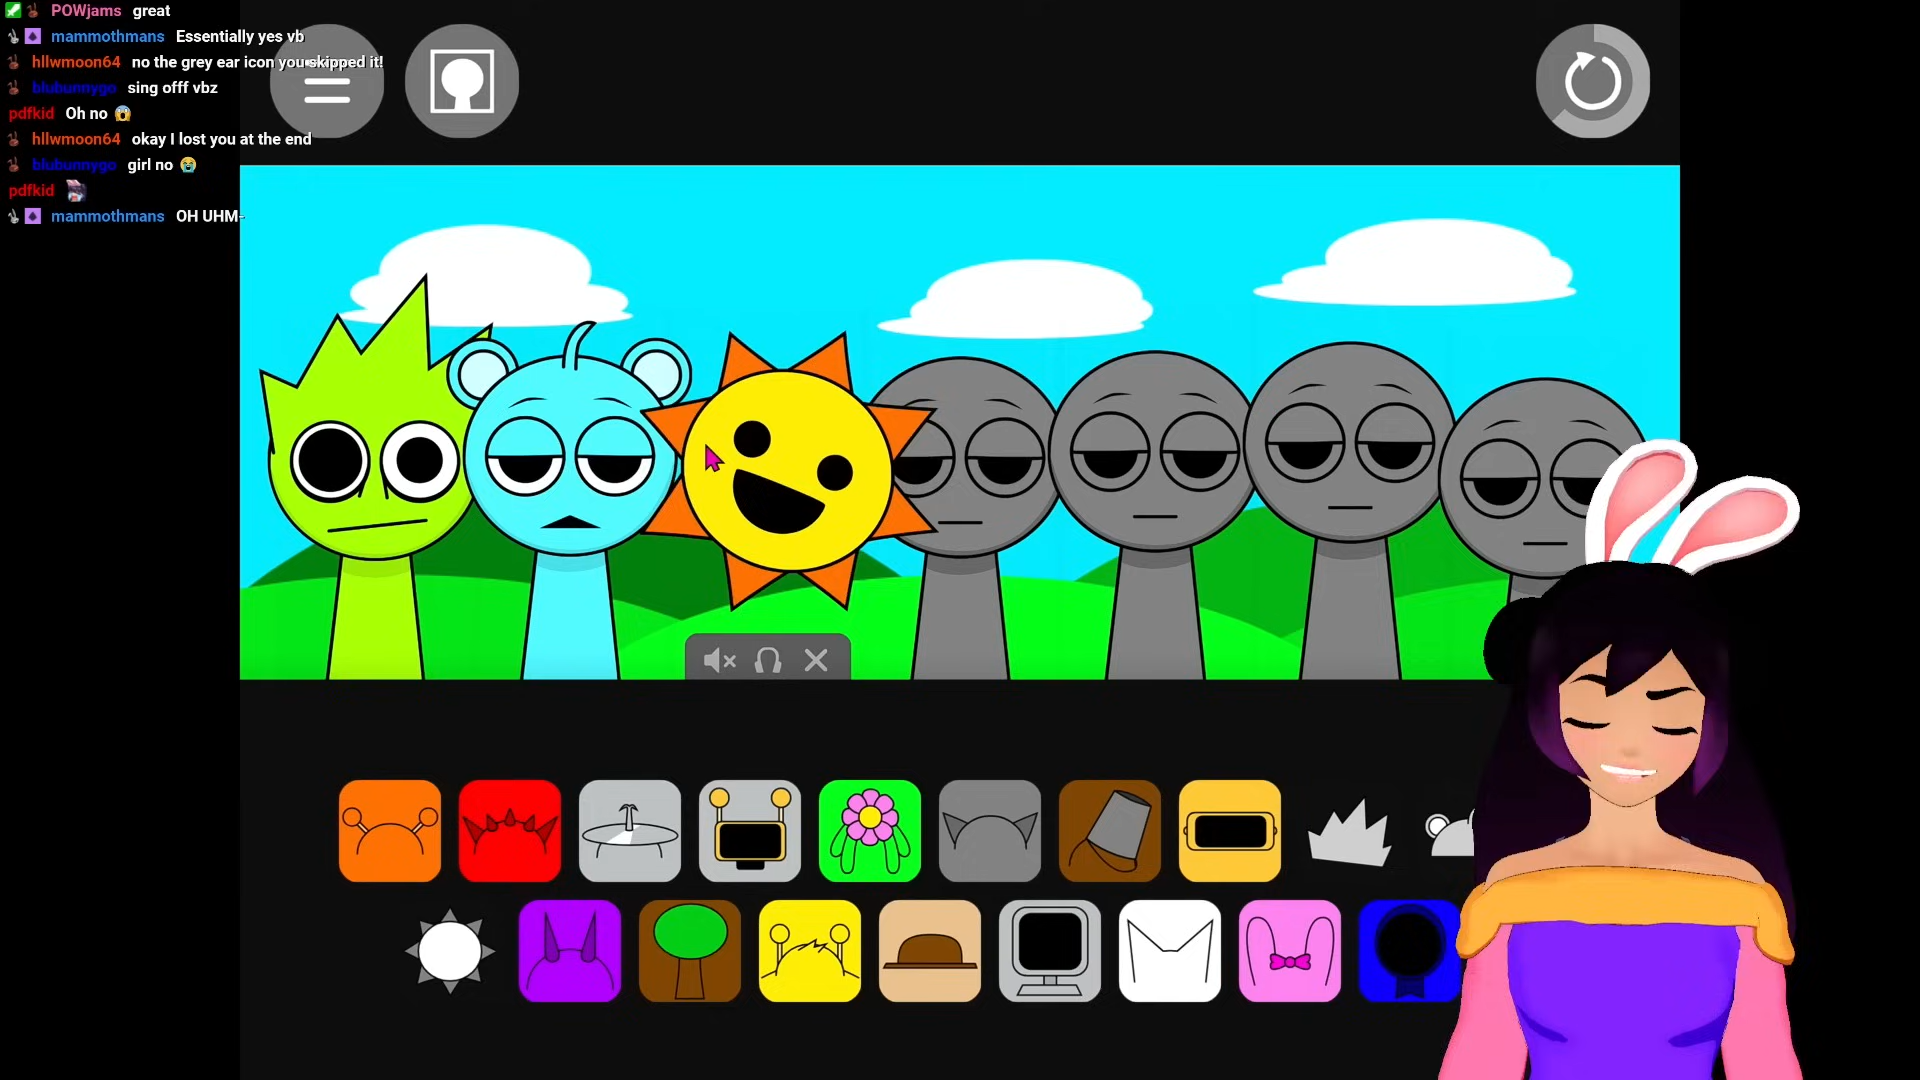 POWjams great
mammothmans Essentially yes vb
hllwmoon64 no the grey ear icon you skipped it!
blubunnygo sing offf vbz
pdfkid Oh no 😱
hllwmoon64 okay I lost you at the end
blubunnygo girl no 😭
pdfkid
mammothmans OH UHM-